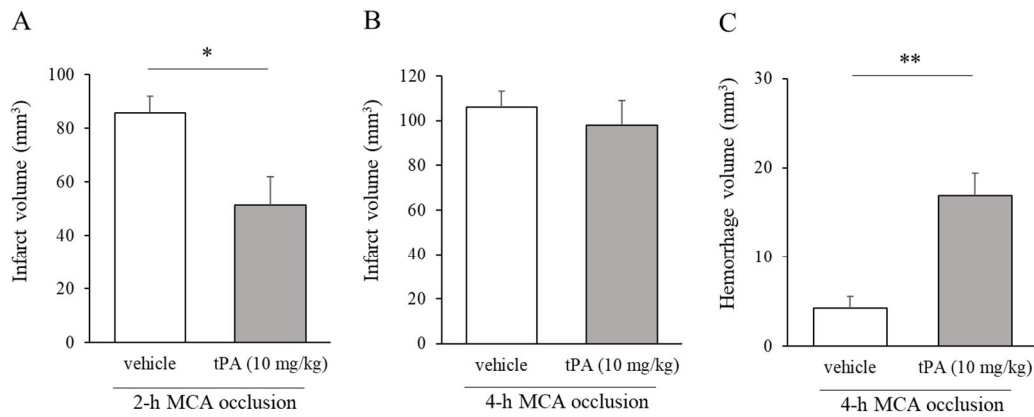 A
*
Infarct volume (mm³)
100
80
60
40
20
0
vehicle
tPA (10 mg/kg)
2-h MCA occlusion
B
Infarct volume (mm³)
120
100
80
60
40
20
0
vehicle
tPA (10 mg/kg)
4-h MCA occlusion
C
**
Hemorrhage volume (mm³)
30
20
10
0
vehicle
tPA (10 mg/kg)
4-h MCA occlusion